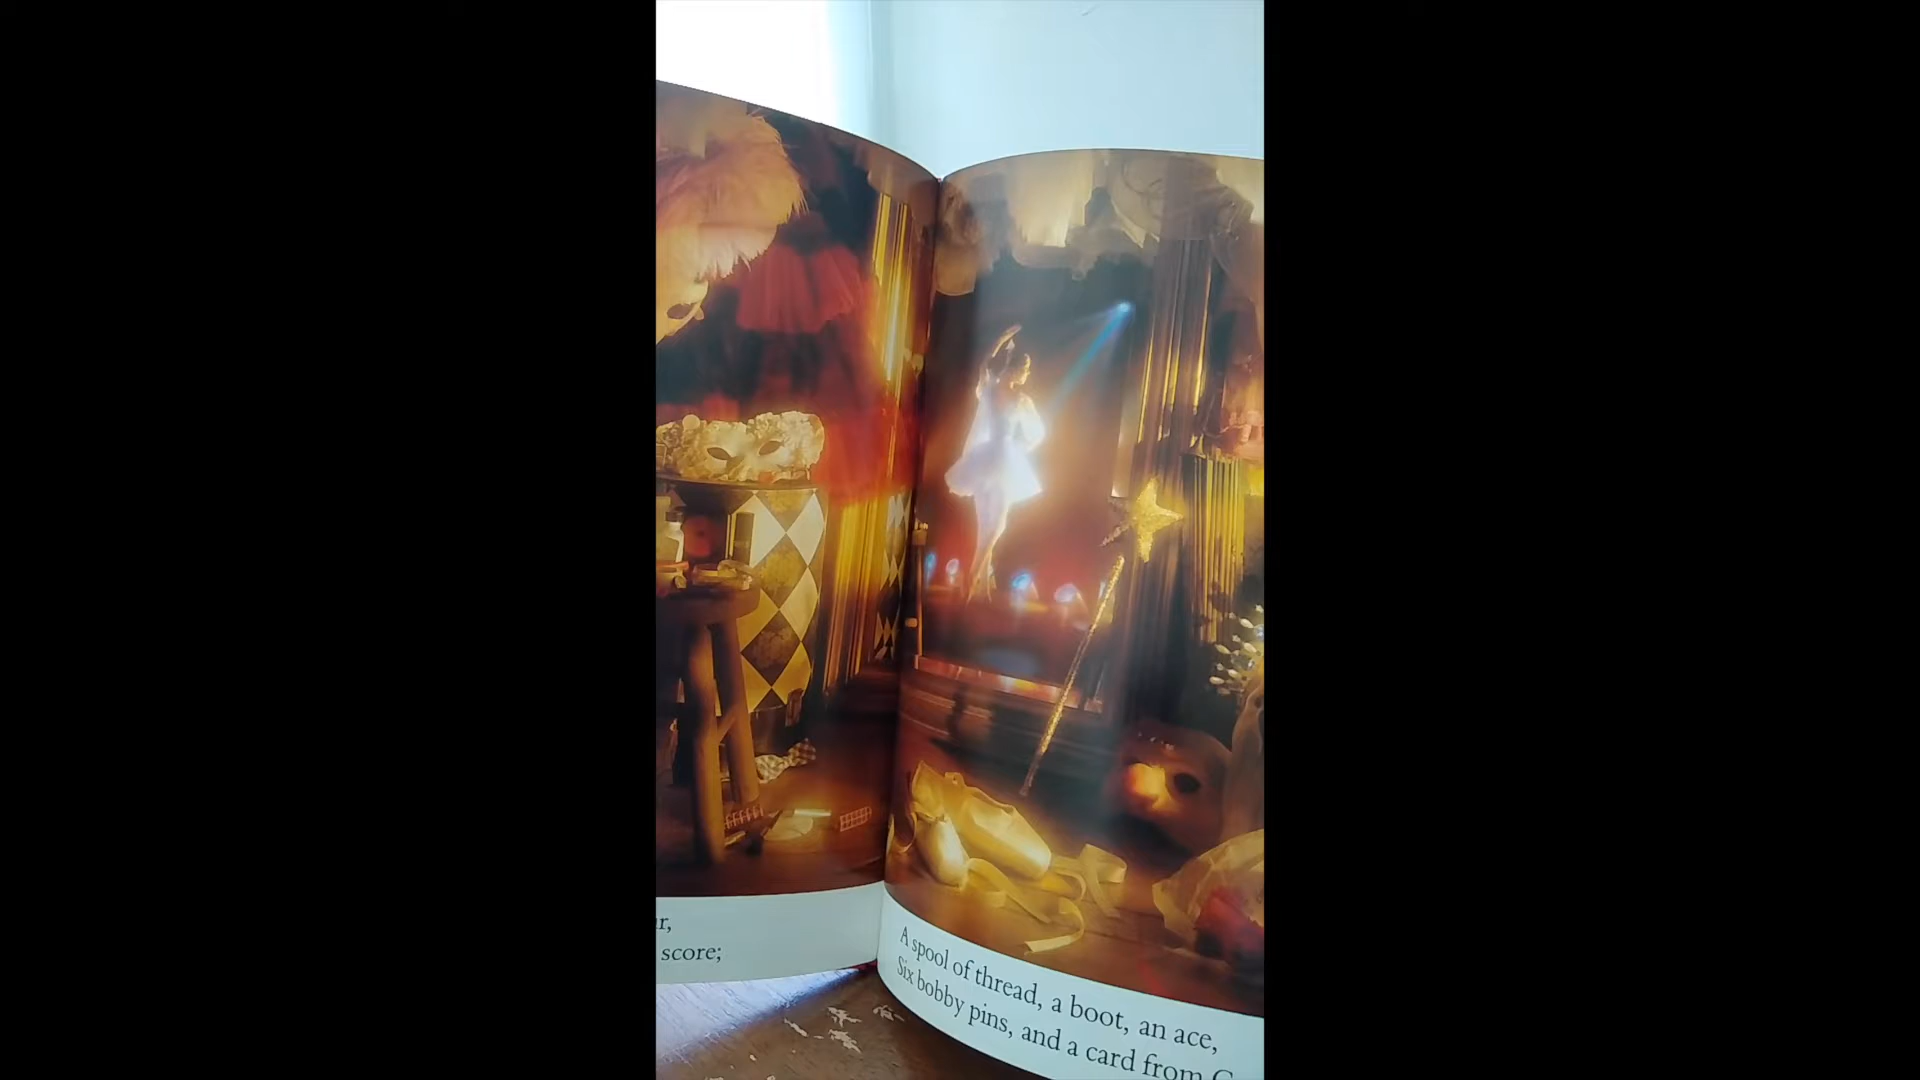 r,
score;
A spool of thread, a boot, an ace,
Six bobby pins, and a card from G